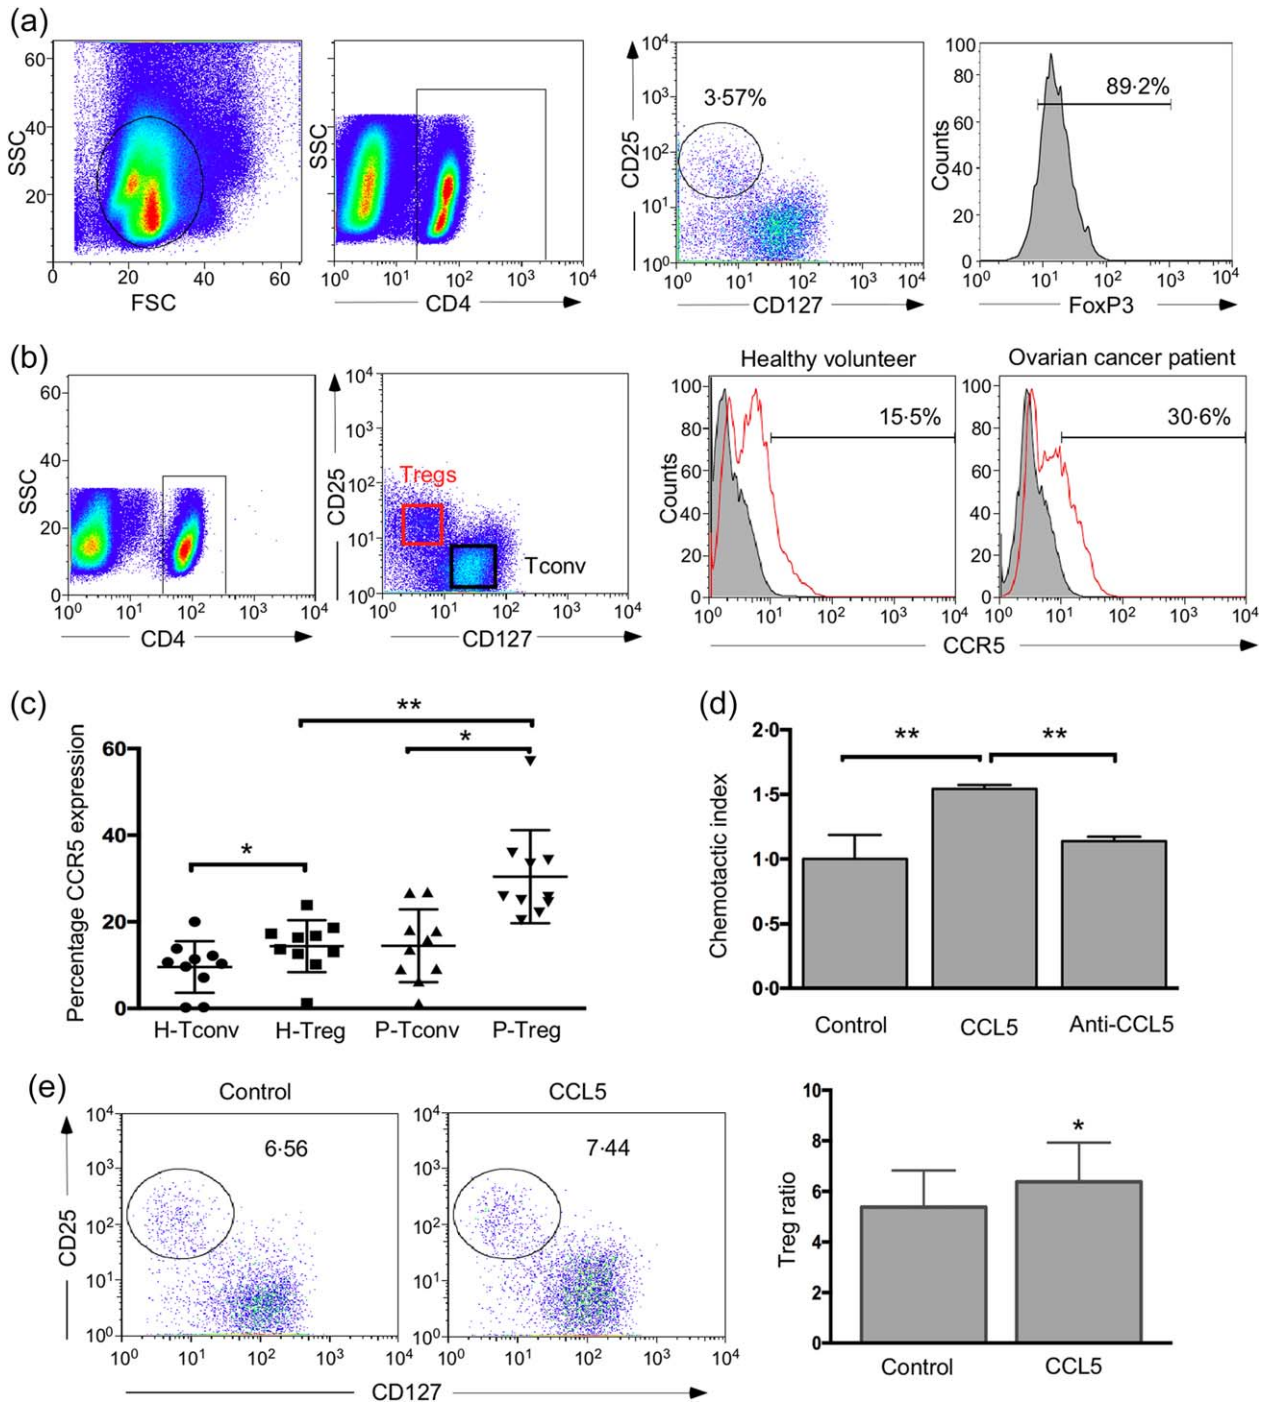 (a)
60
40
20
0
SSC
0 20 40 60
FSC
SSC
10^0 10^1 10^2 10^3 10^4
CD4
10^4
10^3
10^2
10^1
10^0
CD25
3·57%
10^0 10^1 10^2 10^3 10^4
CD127
100
80
60
40
20
0
Counts
89·2%
10^0 10^1 10^2 10^3 10^4
FoxP3
(b)
60
40
20
0
SSC
10^0 10^1 10^2 10^3 10^4
CD4
10^4
10^3
10^2
10^1
10^0
CD25
Tregs
Tconv
10^0 10^1 10^2 10^3 10^4
CD127
Healthy volunteer
100
80
60
40
20
0
Counts
15·5%
10^0 10^1 10^2 10^3 10^4
Ovarian cancer patient
100
80
60
40
20
0
30·6%
10^0 10^1 10^2 10^3 10^4
CCR5
(c)
Percentage CCR5 expression
60
40
20
0
**
*
*
H-Tconv H-Treg P-Tconv P-Treg
(d)
Chemotactic index
2·0
1·5
1·0
0·5
0·0
** **
Control CCL5 Anti-CCL5
(e)
Control
10^4
10^3
10^2
10^1
10^0
CD25
6·56
10^0 10^1 10^2 10^3 10^4
CCL5
10^4
10^3
10^2
10^1
10^0
7·44
10^0 10^1 10^2 10^3 10^4
CD127
Treg ratio
10
8
6
4
2
0
*
Control CCL5